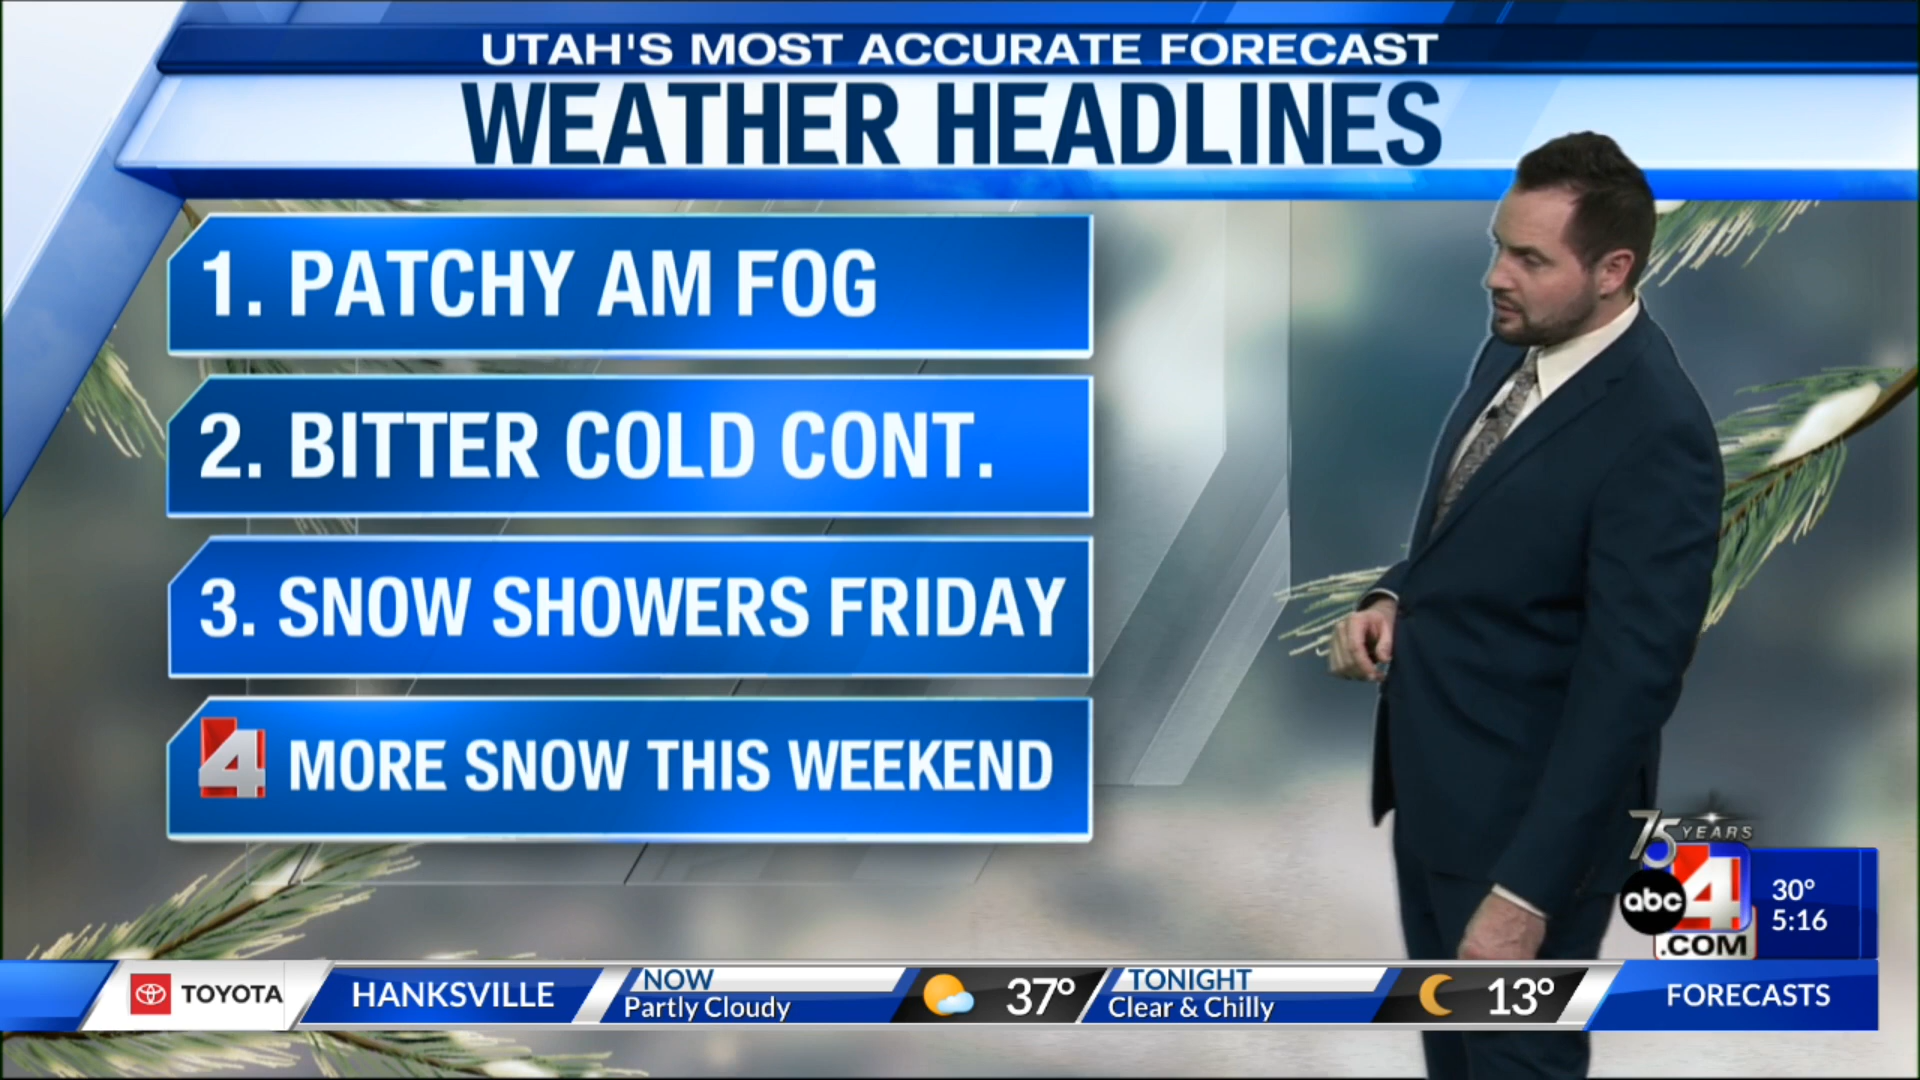 UTAH'S MOST ACCURATE FORECAST
WEATHER HEADLINES
1. PATCHY AM FOG
2. BITTER COLD CONT.
3. SNOW SHOWERS FRIDAY
4 MORE SNOW THIS WEEKEND
75 YEARS
abc 4
.COM
30°
5:16
TOYOTA
HANKSVILLE
NOW
Partly Cloudy
37°
TONIGHT
Clear & Chilly
13°
FORECASTS